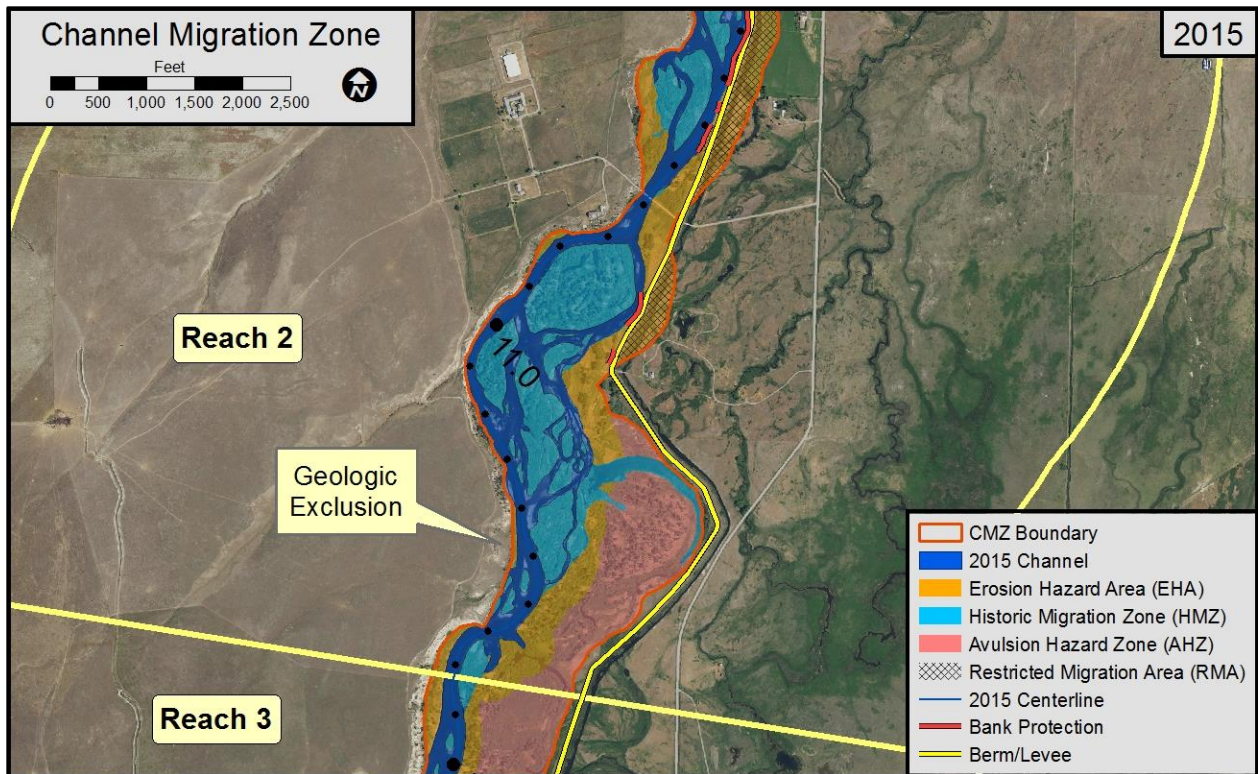 Channel Migration Zone
Feet
0 500 1,000 1,500 2,000 2,500
N
2015
Reach 2
110
Geologic
Exclusion
Reach 3
CMZ Boundary
2015 Channel
Erosion Hazard Area (EHA)
Historic Migration Zone (HMZ)
Avulsion Hazard Zone (AHZ)
Restricted Migration Area (RMA)
2015 Centerline
Bank Protection
Berm/Levee